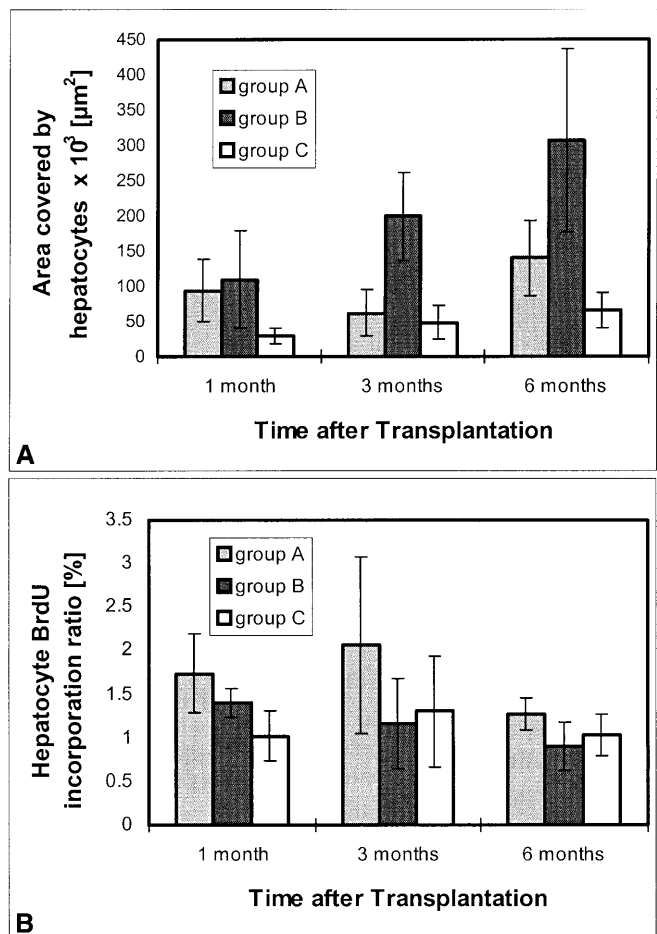 450
400
350
300
250
200
150
100
50
0
Area covered by
hepatocytes x 10³ [µm²]
group A
group B
group C
1 month 3 months 6 months
Time after Transplantation
A
3.5
3
2.5
2
1.5
1
0.5
0
Hepatocyte BrdU
incorporation ratio [%]
group A
group B
group C
1 month 3 months 6 months
Time after Transplantation
B